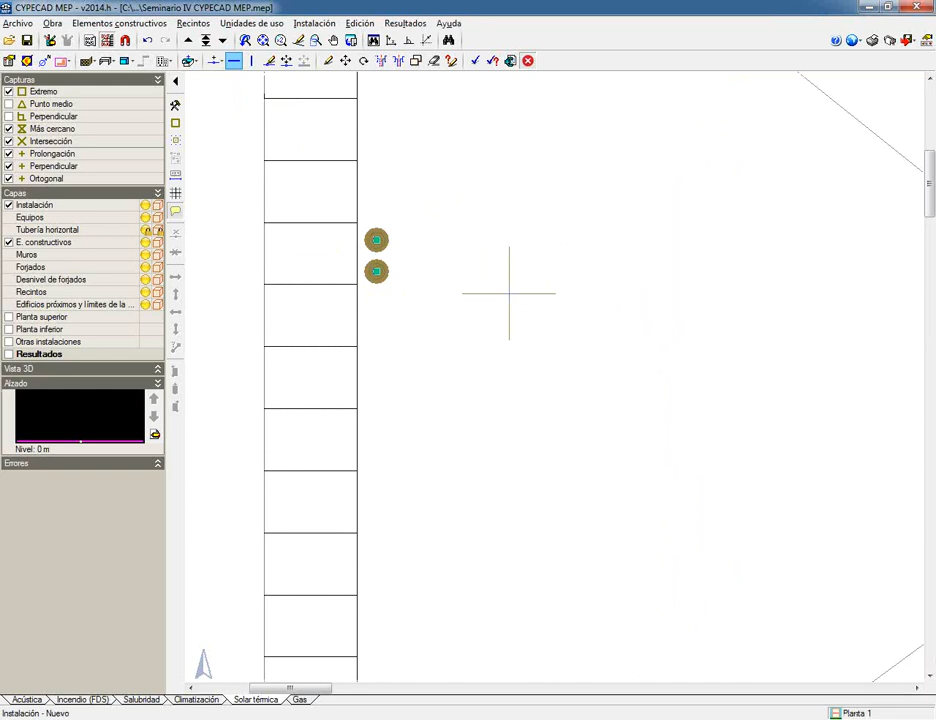 CYPECAD MEP - v2014.h - [C:\...\Seminario IV CYPECAD MEP.mep]
Archivo Obra Elementos constructivos Recintos Unidades de uso Instalación Edición Resultados Ayuda
Capturas
Extremo
Punto medio
Perpendicular
Más cercano
Intersección
Prolongación
Perpendicular
Ortogonal
Capas
Instalación
Equipos
Tubería horizontal
E. constructivos
Muros
Forjados
Desnivel de forjados
Recintos
Edificios próximos y límites de la ...
Planta superior
Planta inferior
Otras instalaciones
Resultados
Vista 3D
Alzado
Nivel: 0 m
Errores
Acústica Incendio (FDS) Salubridad Climatización Solar térmica Gas
Instalación - Nuevo Planta 1